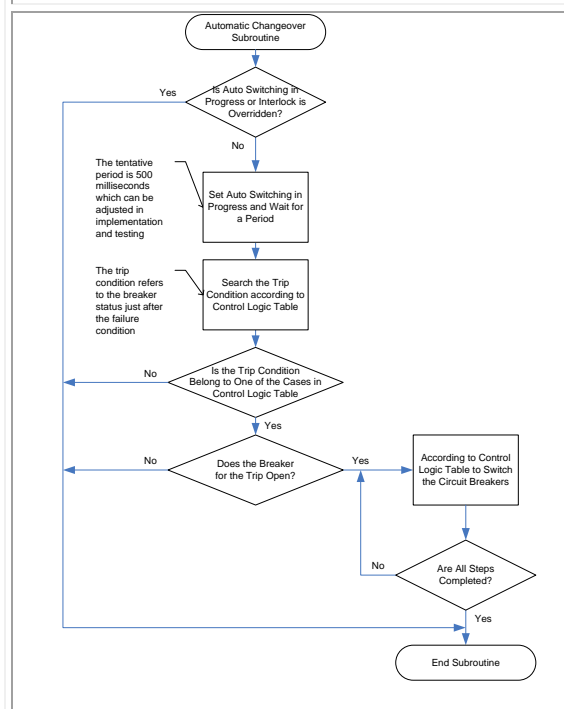 Automatic Changeover
Subroutine
Is Auto Switching in
Progress or Interlock is
Overridden?
Yes
No
The tentative
period is 500
milliseconds
which can be
adjusted in
implementation
and testing
Set Auto Switching in
Progress and Wait for
a Period
The trip
condition refers
to the breaker
status just after
the failure
condition
Search the Trip
Condition according to
Control Logic Table
Is the Trip Condition
Belong to One of the Cases in
Control Logic Table
No
Yes
Does the Breaker
for the Trip Open?
No
Yes
According to Control
Logic Table to Switch
the Circuit Breakers
Are All Steps
Completed?
No
Yes
End Subroutine